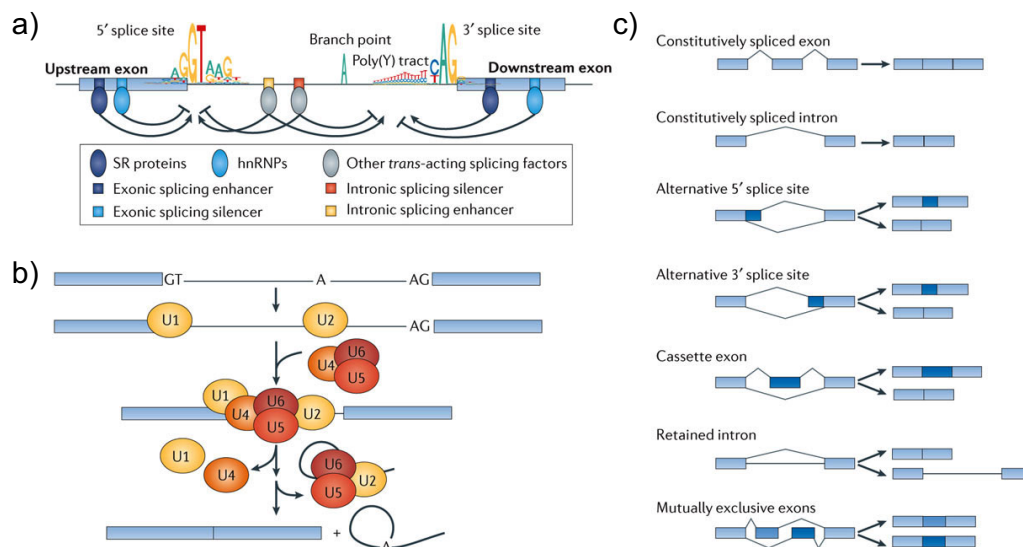 a)
5′ splice site
Branch point
3′ splice site
Poly(Y) tract
AGGTAAG
A
CAG
Upstream exon
Downstream exon
SR proteins
hnRNPs
Other trans-acting splicing factors
Exonic splicing enhancer
Intronic splicing silencer
Exonic splicing silencer
Intronic splicing enhancer
b)
GT A AG
U1 U2 AG
U4 U6
U5
U1 U4 U6 U5 U2
U1 U4
U6 U5 U2
+
A
c)
Constitutively spliced exon
Constitutively spliced intron
Alternative 5′ splice site
Alternative 3′ splice site
Cassette exon
Retained intron
Mutually exclusive exons